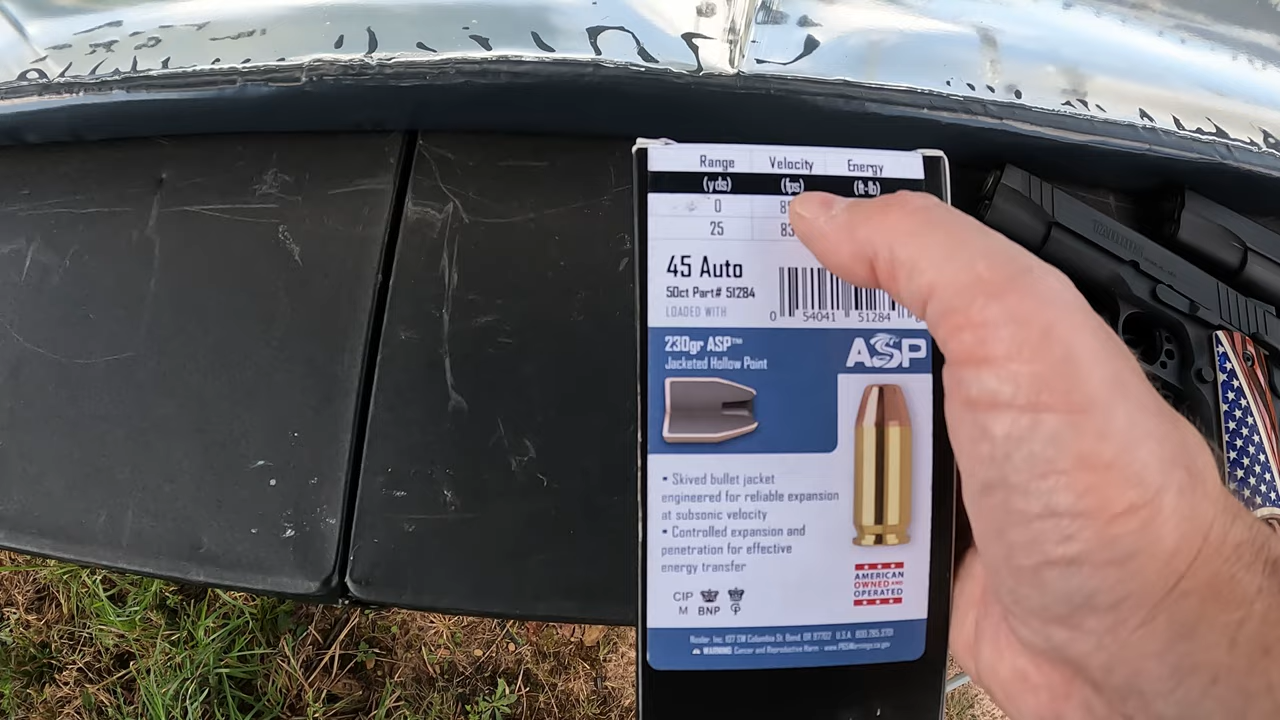 Range Velocity Energy
(yds) (fps) (ft-lb)
0
25
45 Auto
50ct Part# 51284
LOADED WITH
0 54041 51284
230gr ASP™
Jacketed Hollow Point
ASP
• Skived bullet jacket
engineered for reliable expansion
at subsonic velocity
• Controlled expansion and
penetration for effective
energy transfer
AMERICAN
OWNED AND
OPERATED
CIP
M BNP
Nosler, Inc. 107 SW Columbia St. Bend, OR 97702 U.S.A. 800.285.3701
WARNING: Cancer and Reproductive Harm - www.P65Warnings.ca.gov